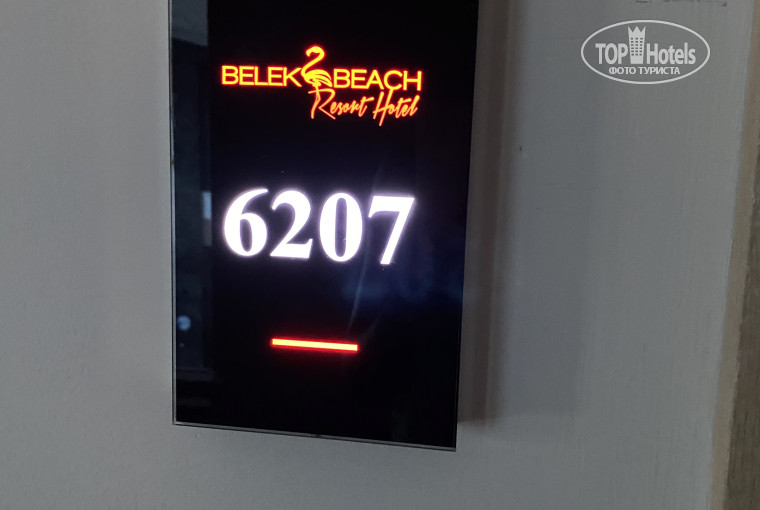 TOP Hotels
ФОТО ТУРИСТА
BELEK BEACH
Resort Hotel
6207